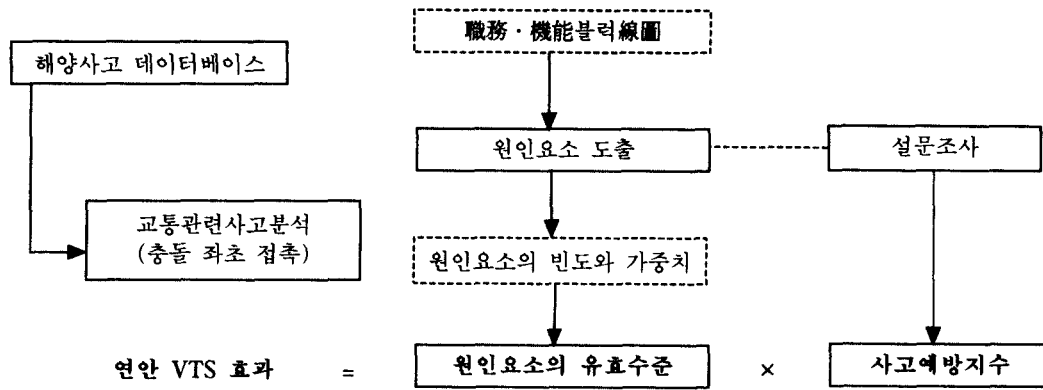 職務·機能블럭線圖
해양사고 데이터베이스
원인요소 도출
설문조사
교통관련사고분석
(충돌 좌초 접촉)
원인요소의 빈도와 가중치
연안 VTS 효과 = 원인요소의 유효수준 × 사고예방지수